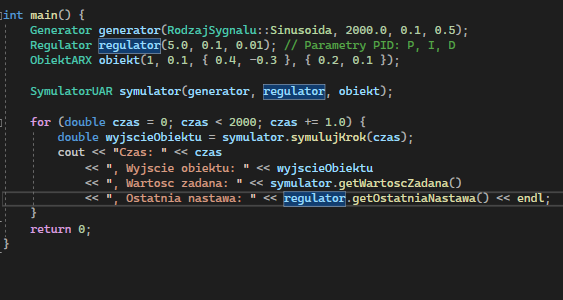 int main() {
Generator generator(RodzajSygnalu::Sinusoida, 2000.0, 0.1, 0.5);
Regulator regulator(5.0, 0.1, 0.01); // Parametry PID: P, I, D
ObiektARX obiekt(1, 0.1, { 0.4, -0.3 }, { 0.2, 0.1 });
SymulatorUAR symulator(generator, regulator, obiekt);
for (double czas = 0; czas < 2000; czas += 1.0) {
double wyjscieObiektu = symulator.symulujKrok(czas);
cout << "Czas: " << czas
<< ", Wyjscie obiektu: " << wyjscieObiektu
<< ", Wartosc zadana: " << symulator.getWartoscZadana()
<< ", Ostatnia nastawa: " << regulator.getOstatniaNastawa() << endl;
}
return 0;
}